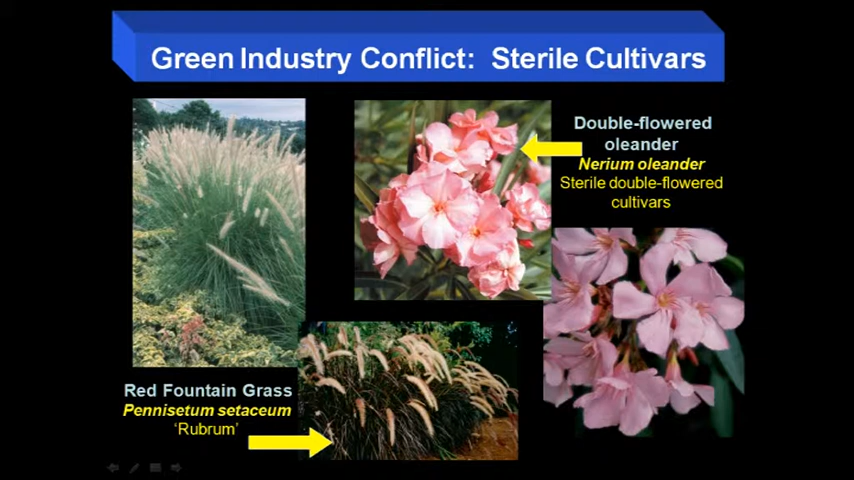 Green Industry Conflict: Sterile Cultivars
Double-flowered
oleander
Nerium oleander
Sterile double-flowered
cultivars
Red Fountain Grass
Pennisetum setaceum
‘Rubrum’